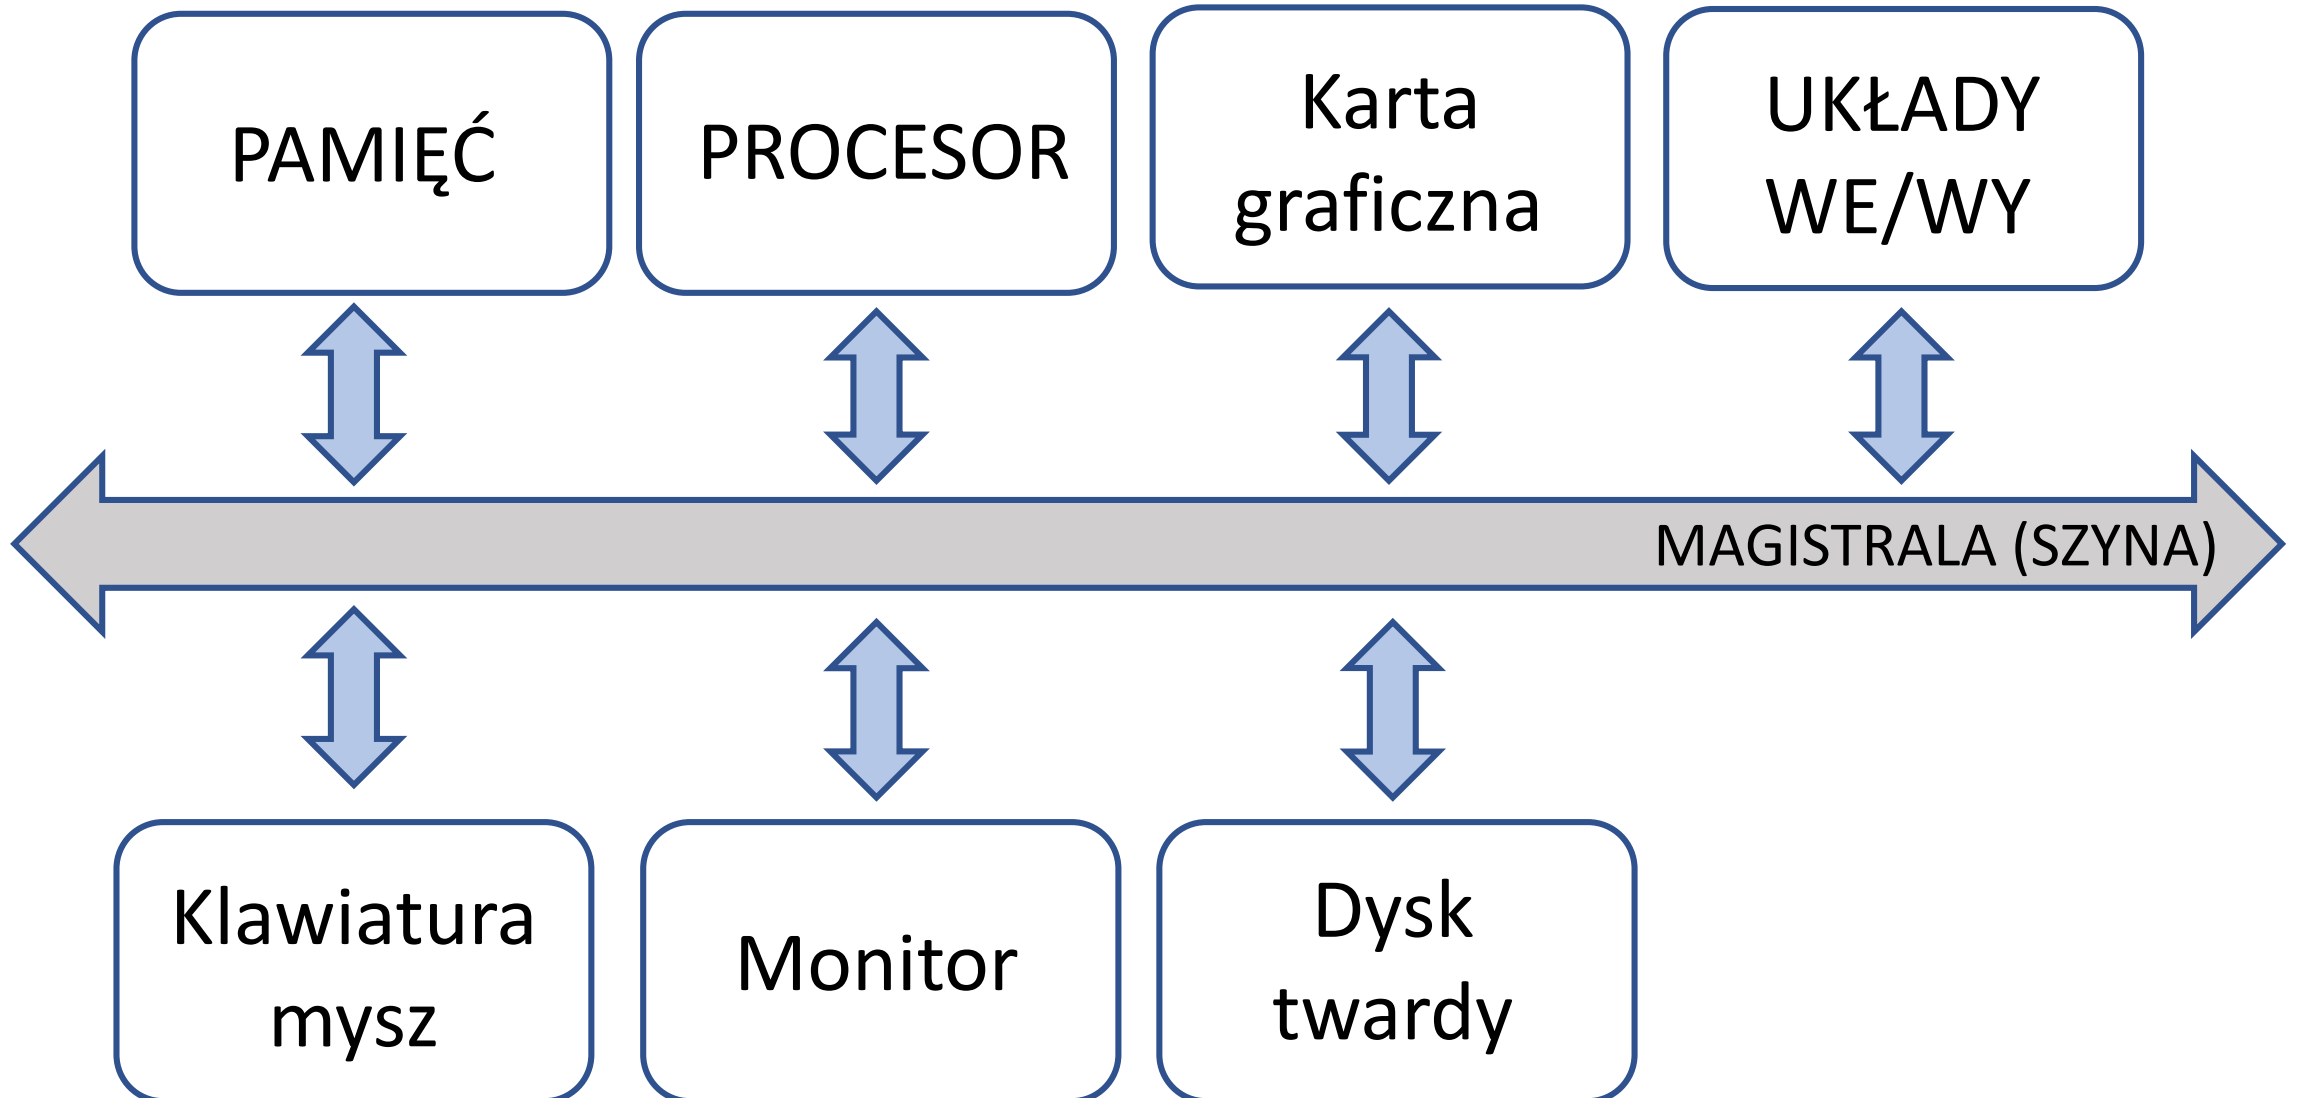 PAMIĘĆ
PROCESOR
Karta
graficzna
UKŁADY
WE/WY
MAGISTRALA (SZYNA)
Klawiatura
mysz
Monitor
Dysk
twardy